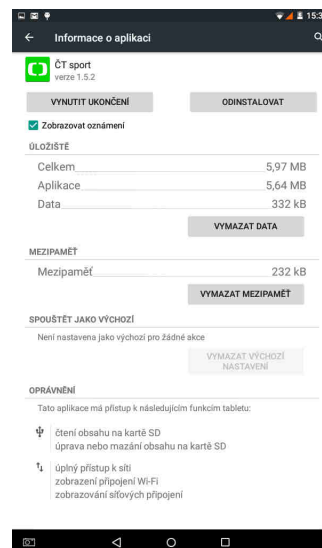 15:3
Informace o aplikaci
ČT sport
verze 1.5.2
VYNUTIT UKONČENÍ
ODINSTALOVAT
Zobrazovat oznámení
ÚLOŽIŠTĚ
Celkem 5,97 MB
Aplikace 5,64 MB
Data 332 kB
VYMAZAT DATA
MEZIPAMĚŤ
Mezipaměť 232 kB
VYMAZAT MEZIPAMĚŤ
SPOUŠTĚT JAKO VÝCHOZÍ
Není nastavena jako výchozí pro žádné akce
VYMAZAT VÝCHOZÍ
NASTAVENÍ
OPRÁVNĚNÍ
Tato aplikace má přístup k následujícím funkcím tabletu:
čtení obsahu na kartě SD
úprava nebo mazání obsahu na kartě SD
úplný přístup k síti
zobrazení připojení Wi-Fi
zobrazování síťových připojení